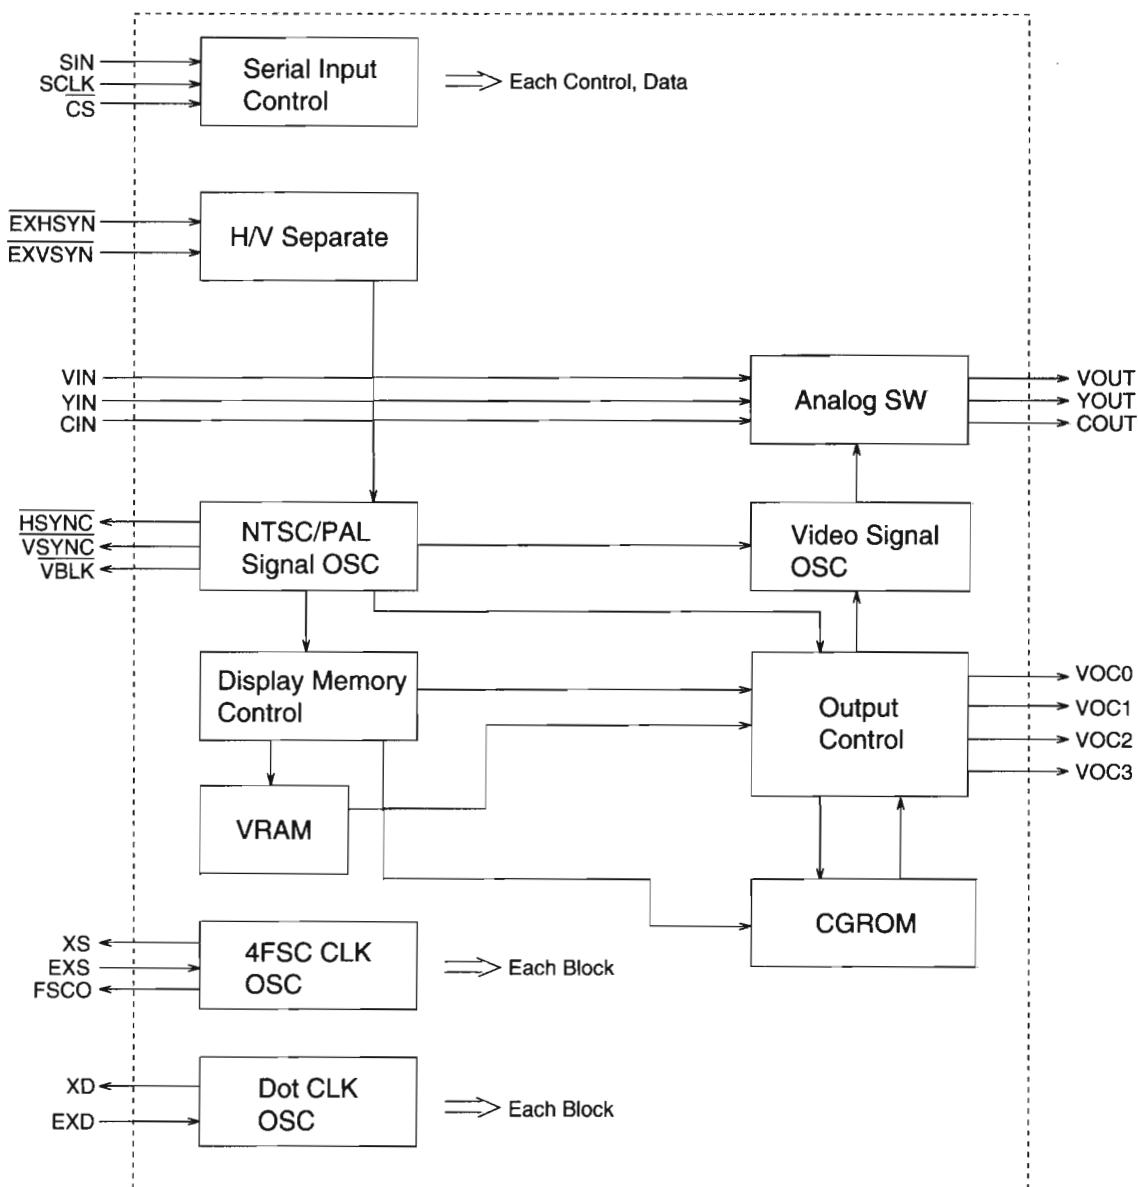 SIN
SCLK
CS
Serial Input
Control
Each Control, Data
EXHSYN
EXVSYN
H/V Separate
VIN
YIN
CIN
Analog SW
VOUT
YOUT
COUT
HSYNC
VSYNC
VBLK
NTSC/PAL
Signal OSC
Video Signal
OSC
Display Memory
Control
Output
Control
VOC0
VOC1
VOC2
VOC3
VRAM
CGROM
XS
EXS
FSCO
4FSC CLK
OSC
Each Block
XD
EXD
Dot CLK
OSC
Each Block